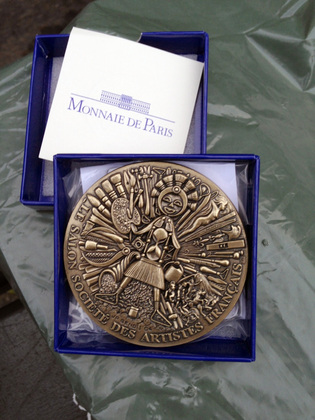 MONNAIE DE PARIS
LE SALON SOCIETE DES ARTISTES FRANÇAIS